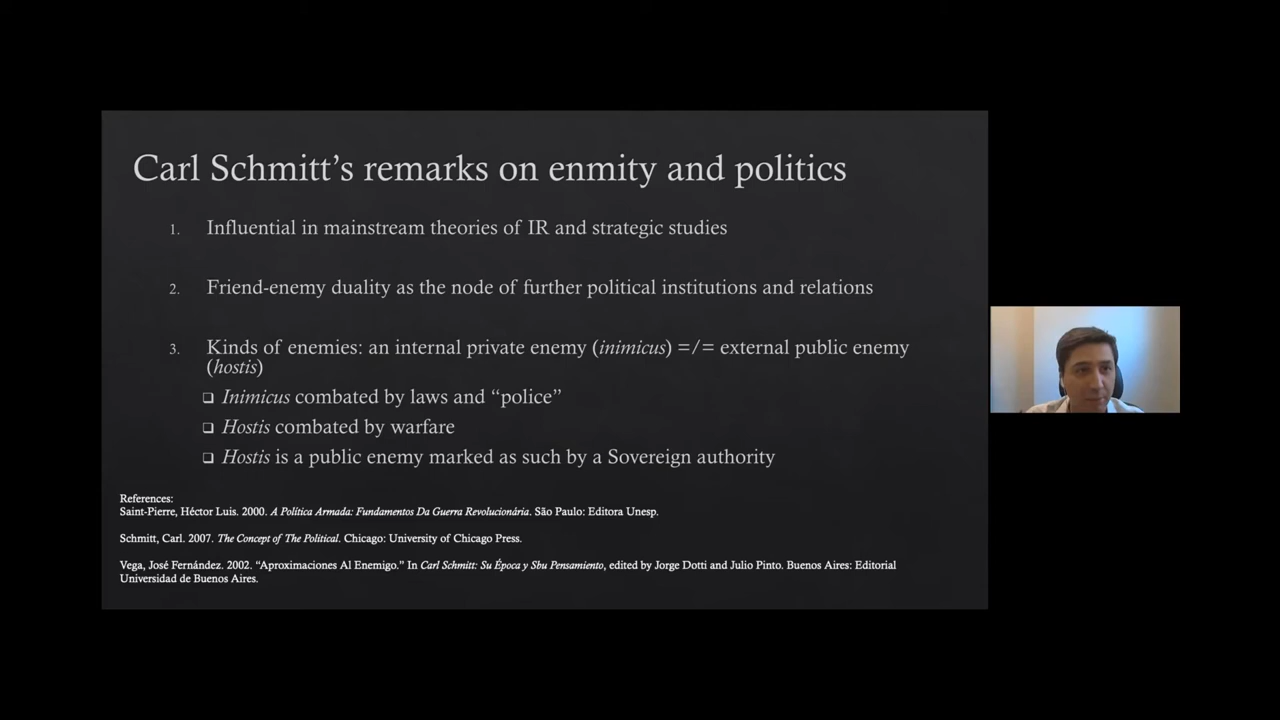 Carl Schmitt's remarks on enmity and politics
1. Influential in mainstream theories of IR and strategic studies
2. Friend-enemy duality as the node of further political institutions and relations
3. Kinds of enemies: an internal private enemy (inimicus) =/= external public enemy
(hostis)
❑ Inimicus combated by laws and “police”
❑ Hostis combated by warfare
❑ Hostis is a public enemy marked as such by a Sovereign authority
References:
Saint-Pierre, Héctor Luis. 2000. A Política Armada: Fundamentos Da Guerra Revolucionária. São Paulo: Editora Unesp.
Schmitt, Carl. 2007. The Concept of The Political. Chicago: University of Chicago Press.
Vega, José Fernández. 2002. “Aproximaciones Al Enemigo.” In Carl Schmitt: Su Época y Sbu Pensamiento, edited by Jorge Dotti and Julio Pinto. Buenos Aires: Editorial
Universidad de Buenos Aires.